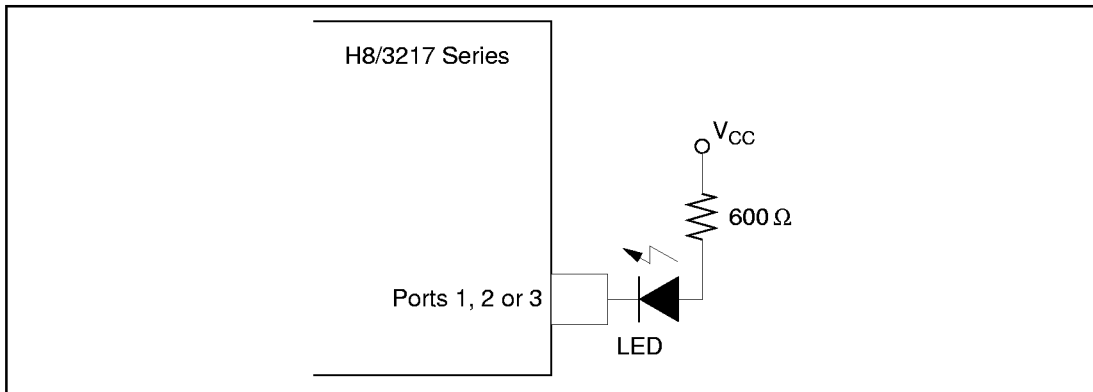 H8/3217 Series
VCC
600 Ω
Ports 1, 2 or 3
LED